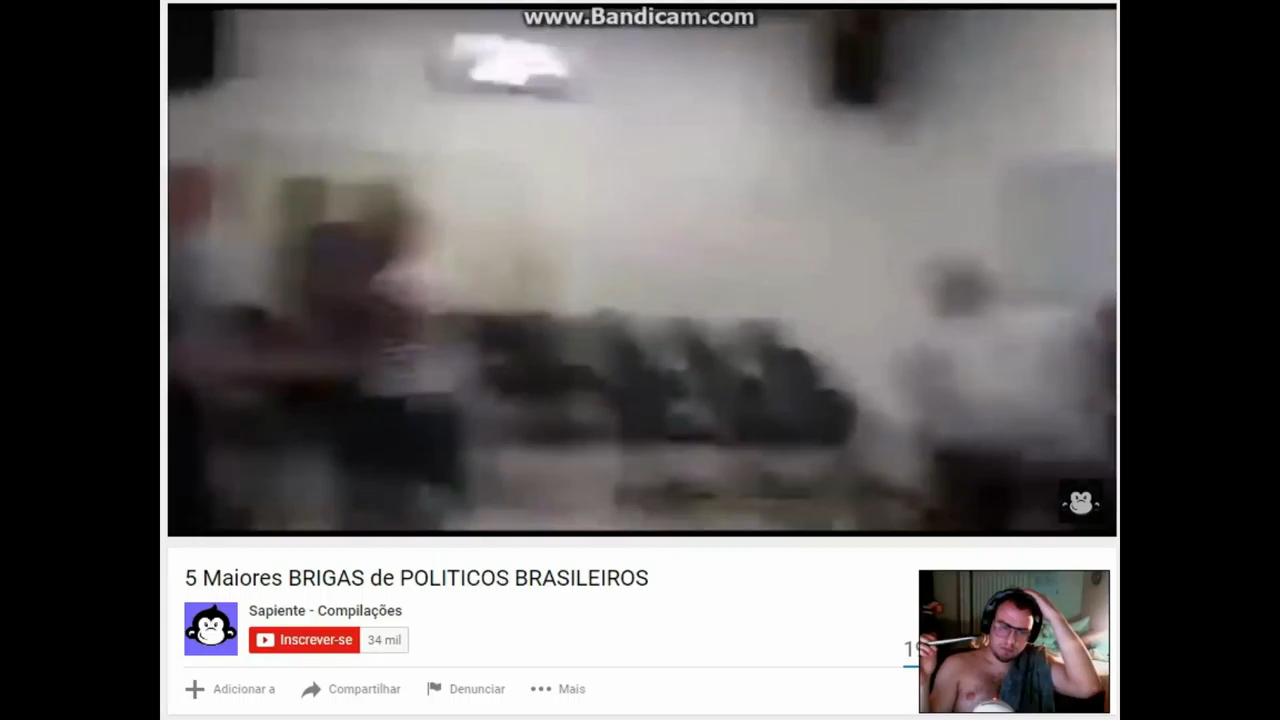 www.Bandicam.com
5 Maiores BRIGAS de POLITICOS BRASILEIROS
Sapiente - Compilações
Inscrever-se 34 mil
Adicionar a Compartilhar Denunciar Mais